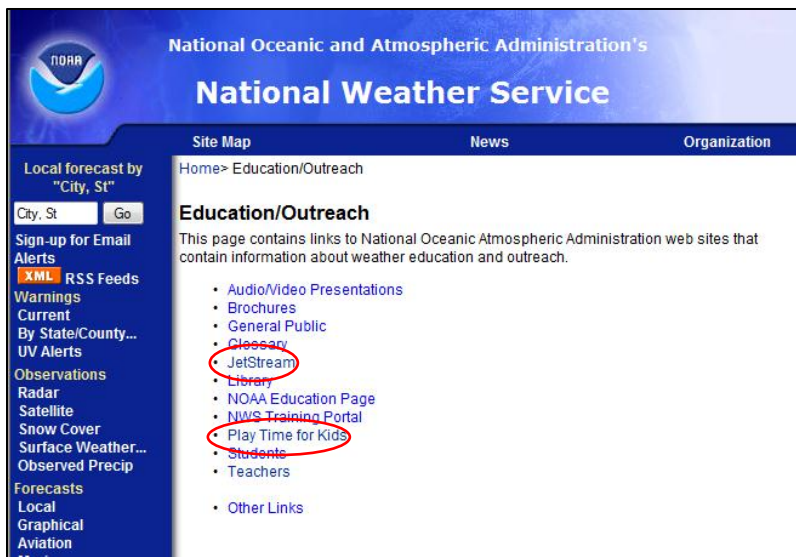 NOAA
National Oceanic and Atmospheric Administration's
National Weather Service
Site Map
News
Organization
Local forecast by
"City, St"
City, St
Go
Sign-up for Email
Alerts
XML RSS Feeds
Warnings
Current
By State/County...
UV Alerts
Observations
Radar
Satellite
Snow Cover
Surface Weather...
Observed Precip
Forecasts
Local
Graphical
Aviation
Home> Education/Outreach
Education/Outreach
This page contains links to National Oceanic Atmospheric Administration web sites that
contain information about weather education and outreach.
• Audio/Video Presentations
• Brochures
• General Public
• Glossary
• JetStream
• Library
• NOAA Education Page
• NWS Training Portal
• Play Time for Kids
• Students
• Teachers
• Other Links